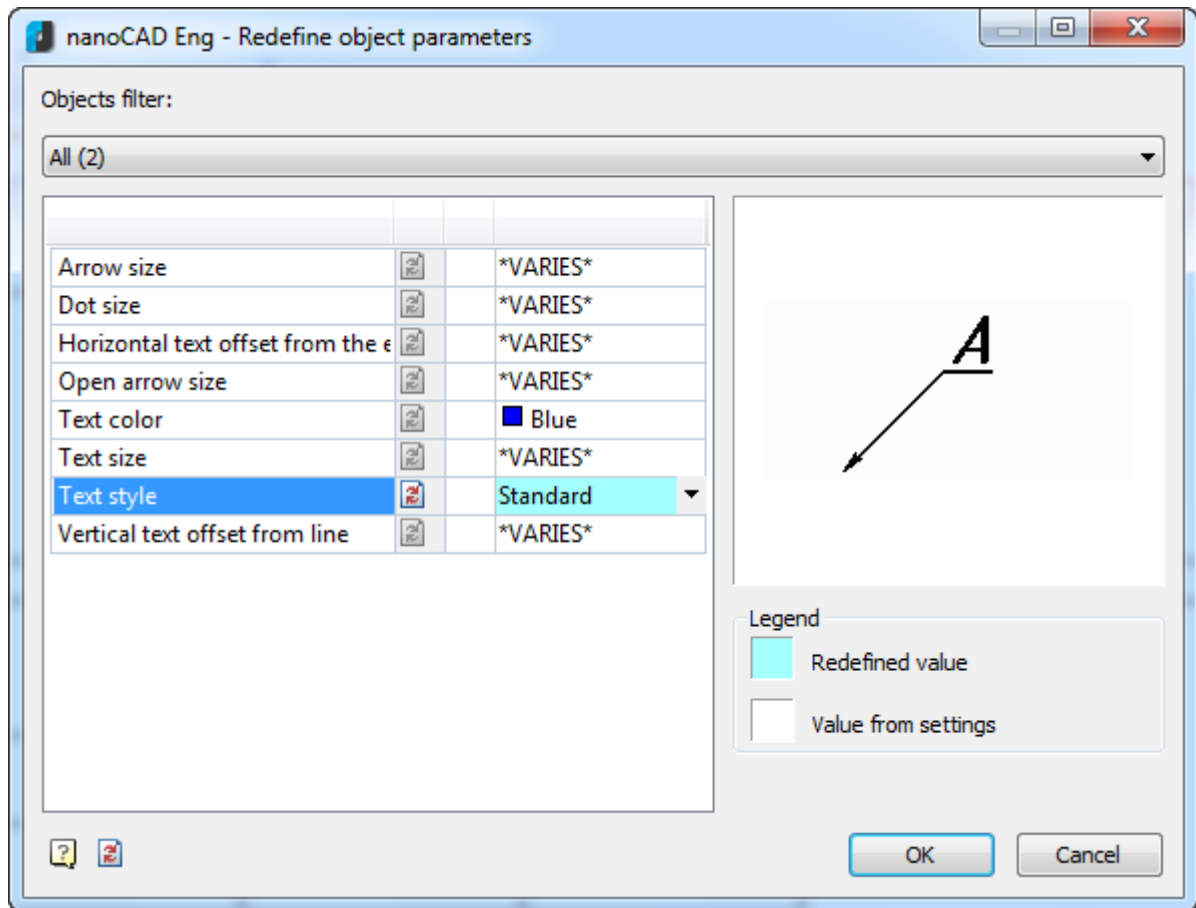 nanoCAD Eng - Redefine object parameters
Objects filter:
All (2)
Arrow size *VARIES*
Dot size *VARIES*
Horizontal text offset from the e *VARIES*
Open arrow size *VARIES*
Text color Blue
Text size *VARIES*
Text style Standard
Vertical text offset from line *VARIES*
A
Legend
Redefined value
Value from settings
?
OK Cancel